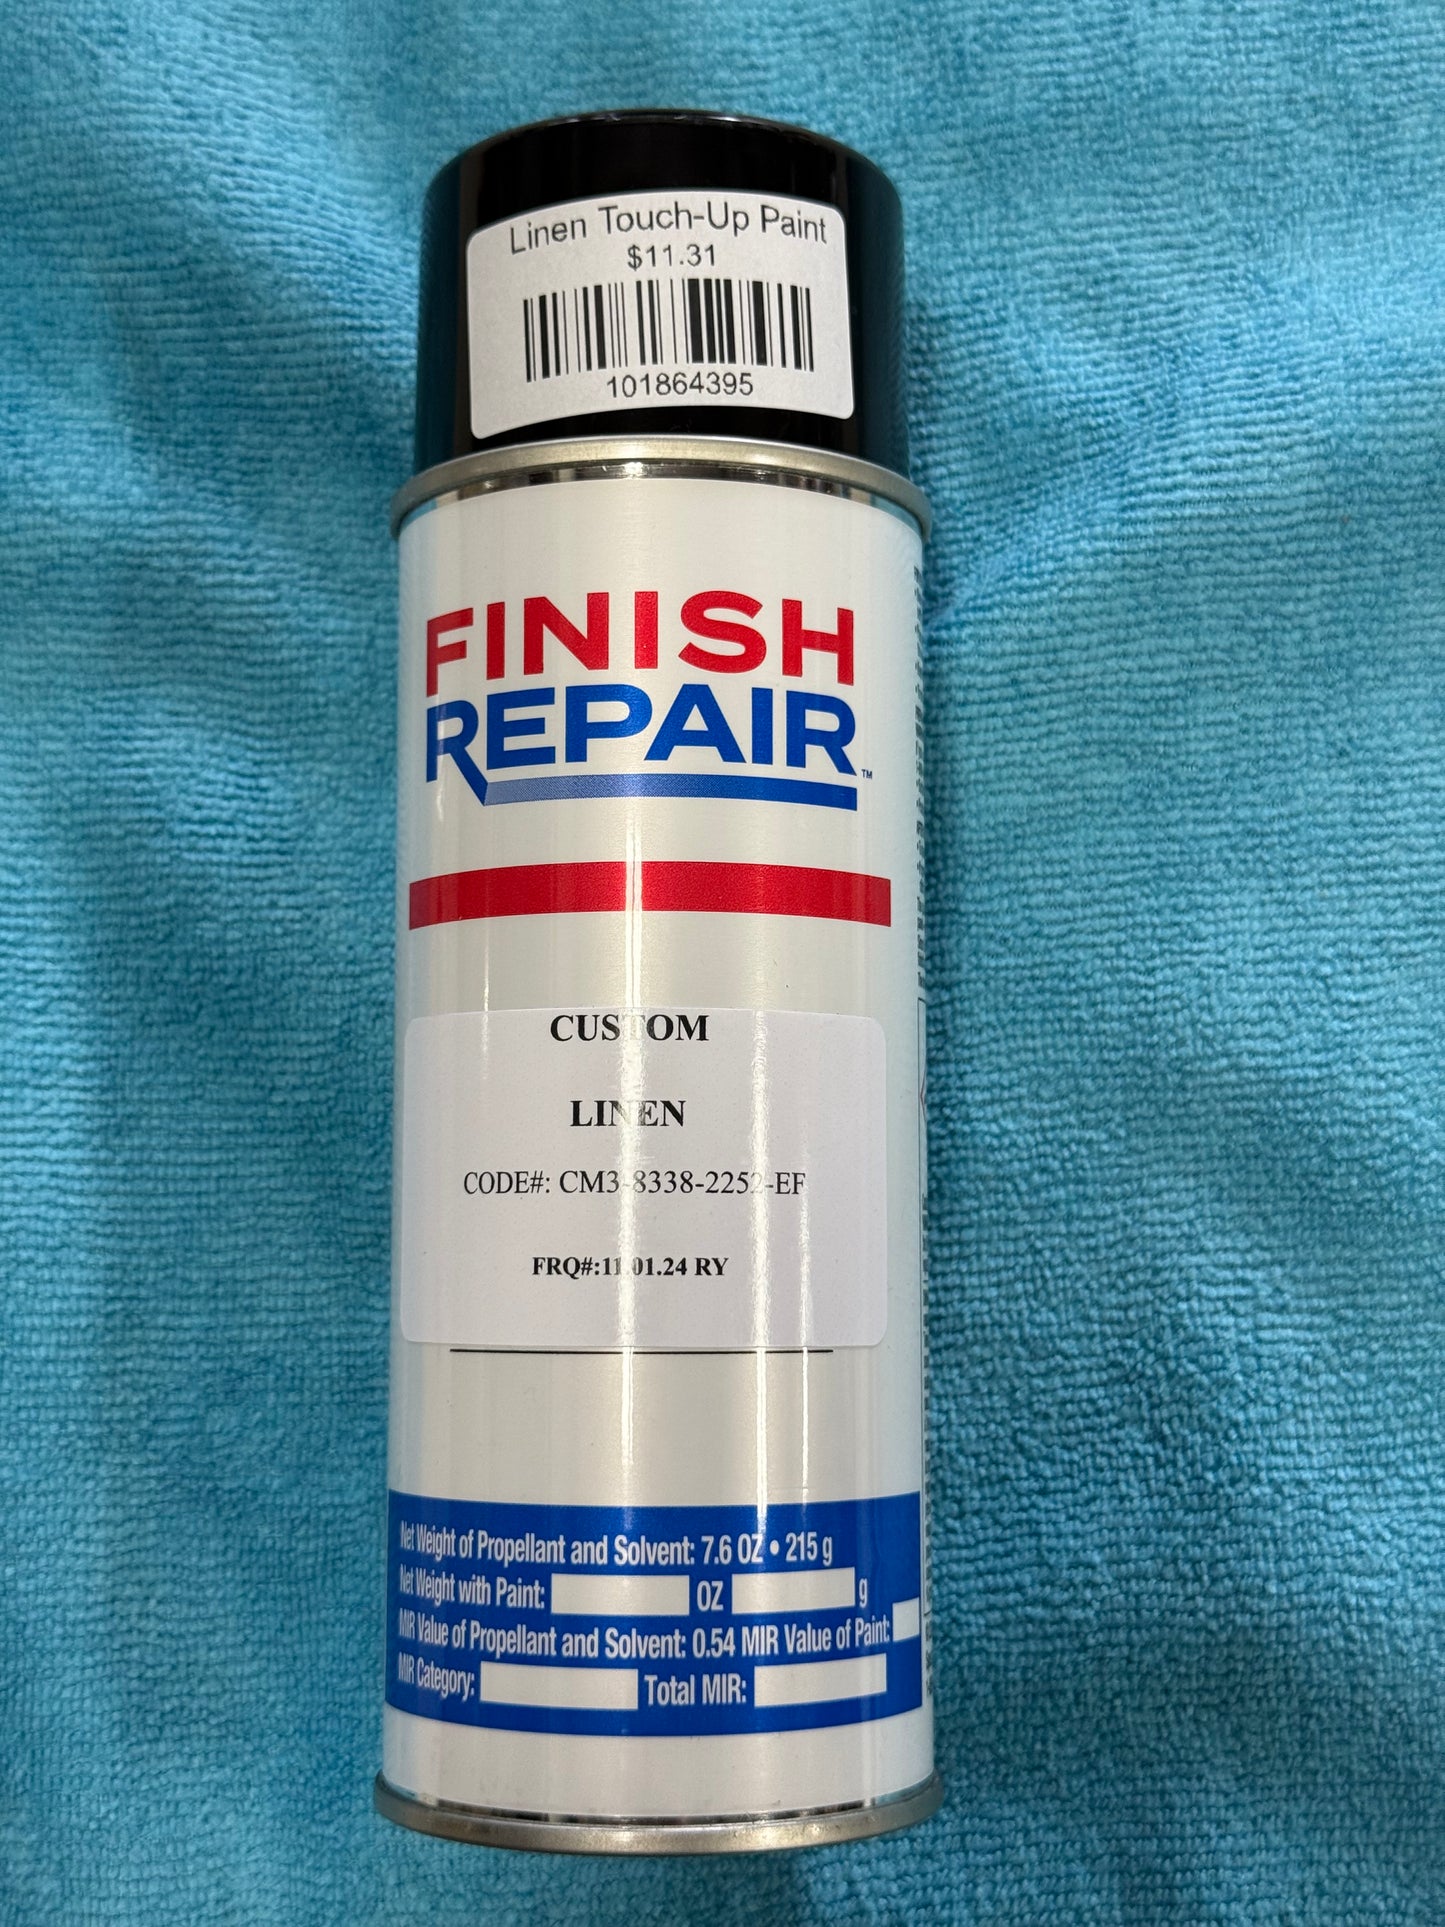 Linen Touch-Up Paint
$11.31
101864395
FINISH
REPAIR™
CUSTOM
LINEN
CODE#: CM3-8338-2252-EF
FRQ#:11.01.24 RY
Net Weight of Propellant and Solvent: 7.6 OZ • 215 g
Net Weight with Paint: OZ g
MIR Value of Propellant and Solvent: 0.54 MIR Value of Paint:
MIR Category: Total MIR: